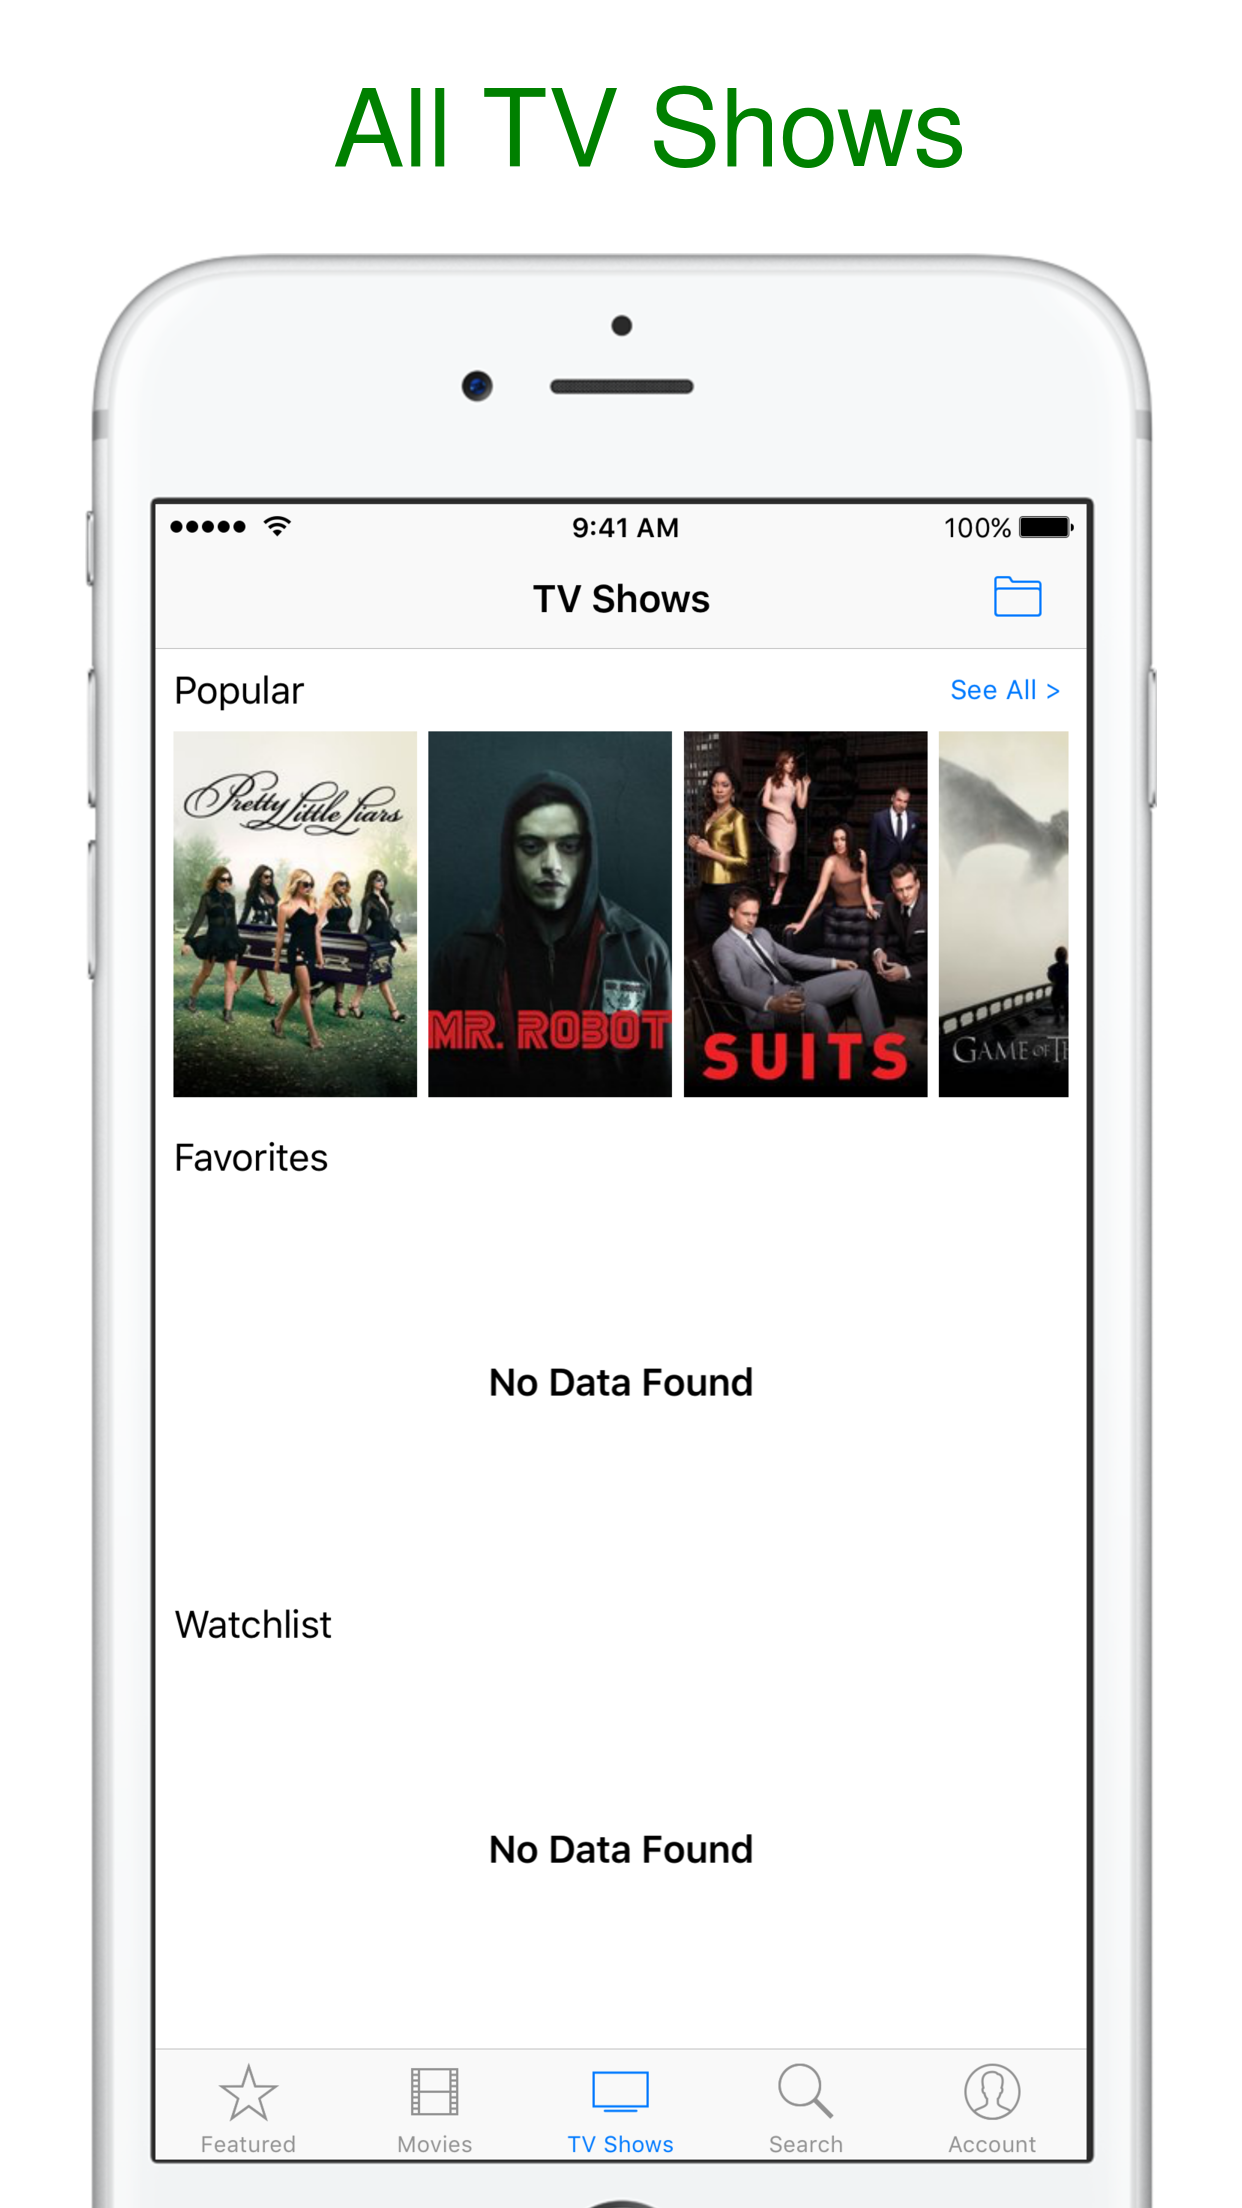 All TV Shows
9:41 AM
100%
TV Shows
Popular
See All >
Pretty Little Liars
MR. ROBOT
SUITS
GAME OF
Favorites
No Data Found
Watchlist
No Data Found
Featured
Movies
TV Shows
Search
Account